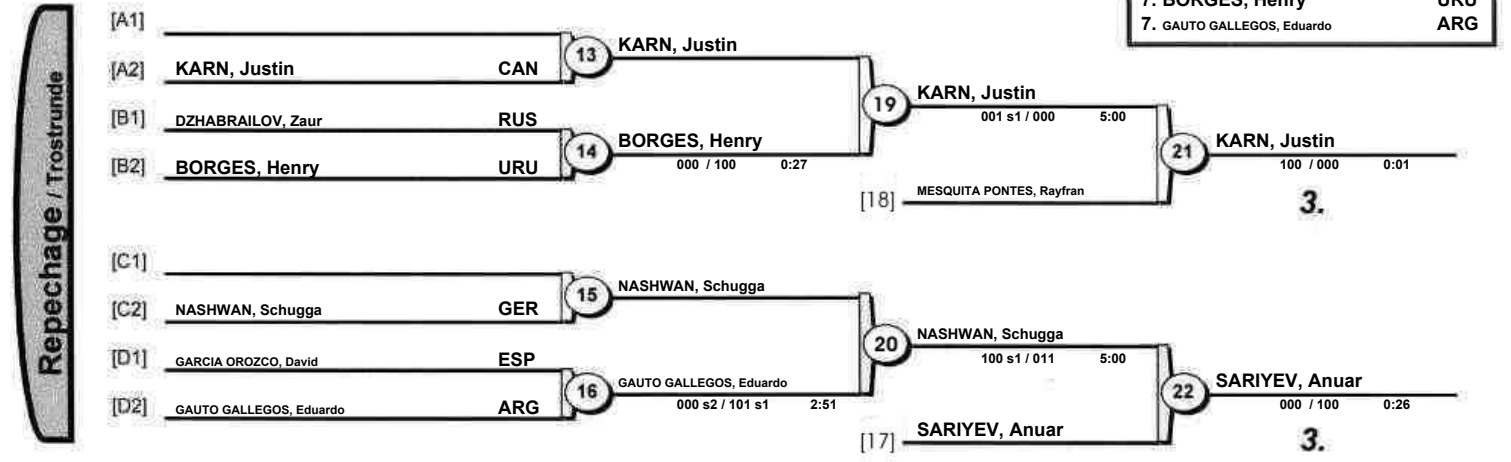 7. BORGES, Henry URU
7. GAUTO GALLEGOS, Eduardo ARG
Repechage / Trostrunde
[A1]
[A2] KARN, Justin CAN
13 KARN, Justin
[B1] DZHABRAILOV, Zaur RUS
[B2] BORGES, Henry URU
14 BORGES, Henry
000 / 100 0:27
19 KARN, Justin
001 s1 / 000 5:00
[18] MESQUITA PONTES, Rayfran
21 KARN, Justin
100 / 000 0:01
3.
[C1]
[C2] NASHWAN, Schugga GER
15 NASHWAN, Schugga
[D1] GARCIA OROZCO, David ESP
[D2] GAUTO GALLEGOS, Eduardo ARG
16 GAUTO GALLEGOS, Eduardo
000 s2 / 101 s1 2:51
20 NASHWAN, Schugga
100 s1 / 011 5:00
[17] SARIYEV, Anuar
22 SARIYEV, Anuar
000 / 100 0:26
3.